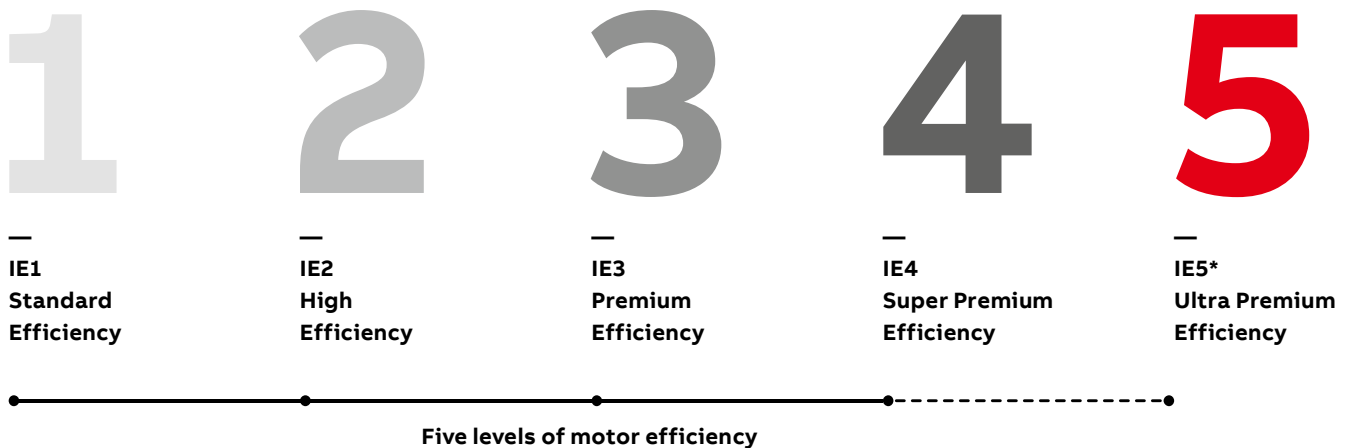 1 2 3 4 5
IE1
Standard
Efficiency
IE2
High
Efficiency
IE3
Premium
Efficiency
IE4
Super Premium
Efficiency
IE5*
Ultra Premium
Efficiency
Five levels of motor efficiency